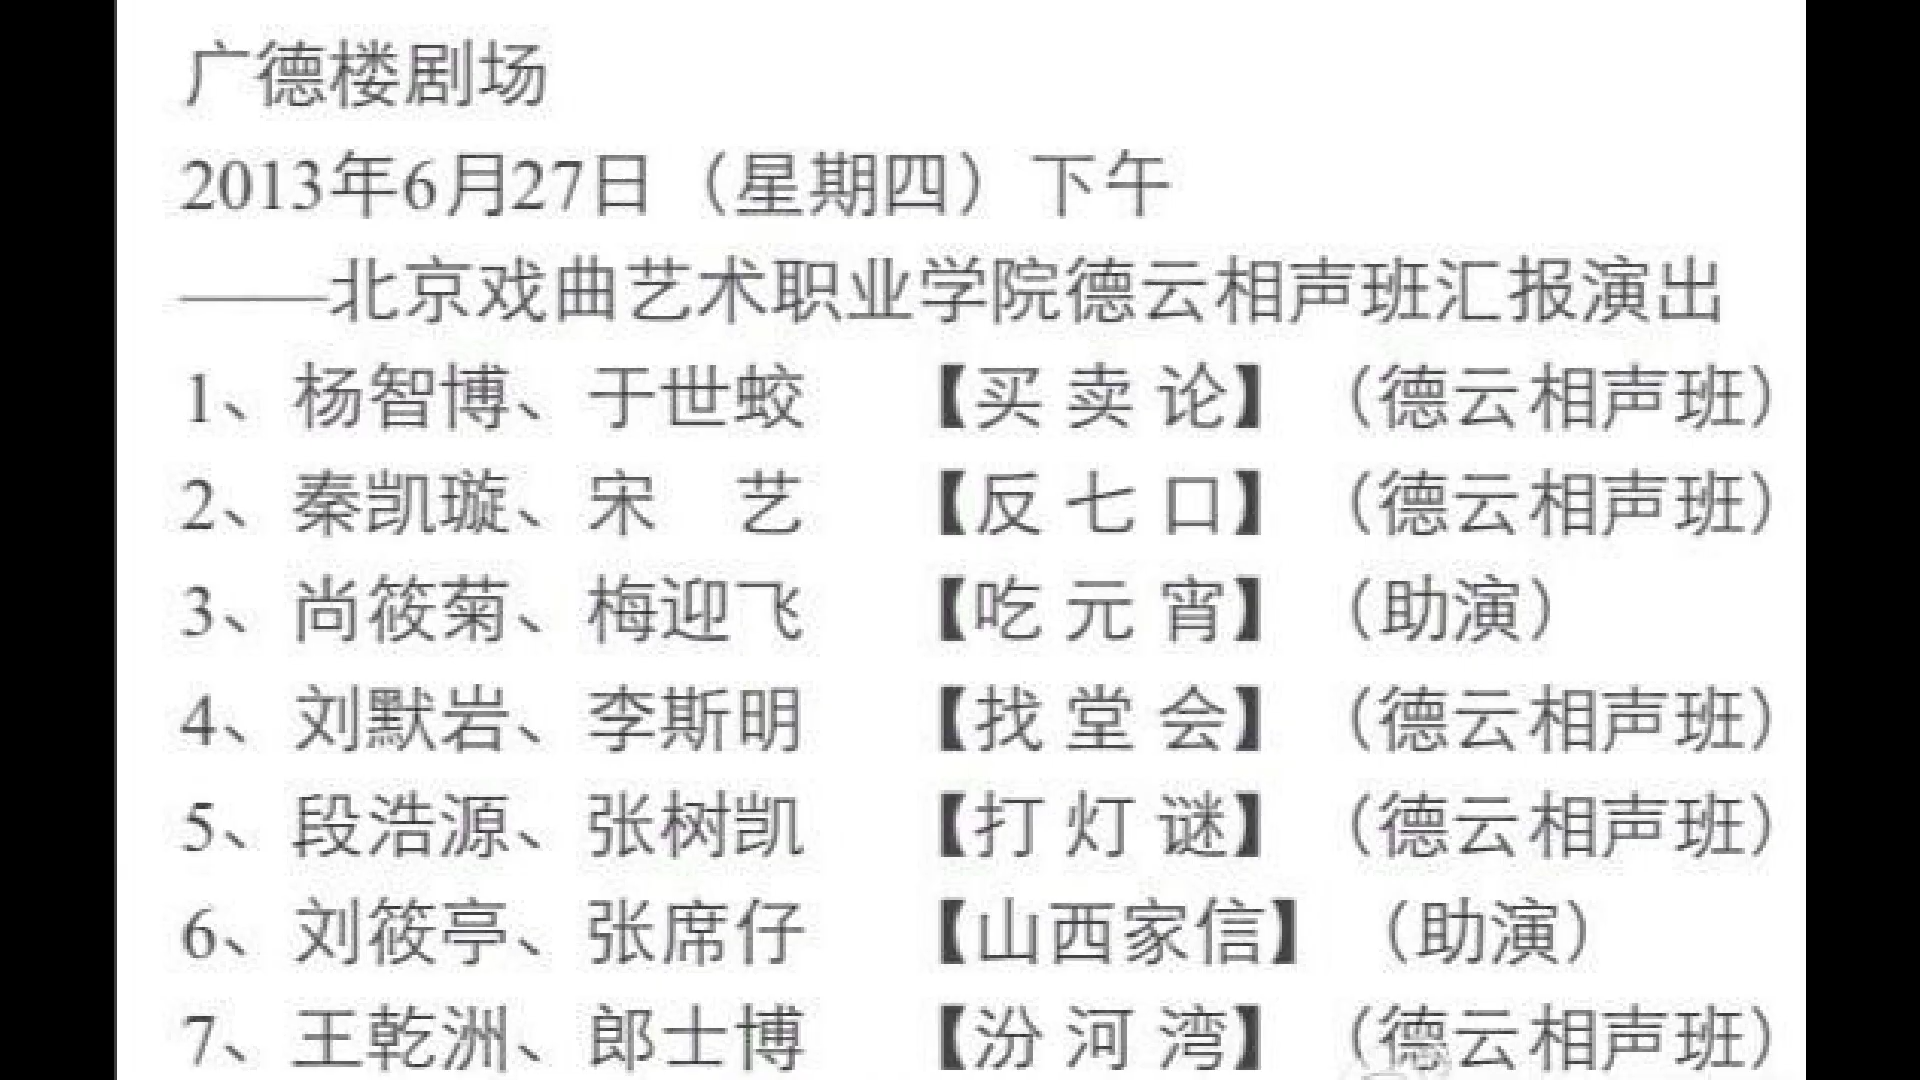 广德楼剧场
2013年6月27日（星期四）下午
——北京戏曲艺术职业学院德云相声班汇报演出
1、杨智博、于世蛟 【买 卖 论】 （德云相声班）
2、秦凯璇、宋　艺 【反 七 口】 （德云相声班）
3、尚筱菊、梅迎飞 【吃 元 宵】 （助演）
4、刘默岩、李斯明 【找 堂 会】 （德云相声班）
5、段浩源、张树凯 【打 灯 谜】 （德云相声班）
6、刘筱亭、张席仔 【山西家信】 （助演）
7、王乾洲、郎士博 【汾 河 湾】 （德云相声班）